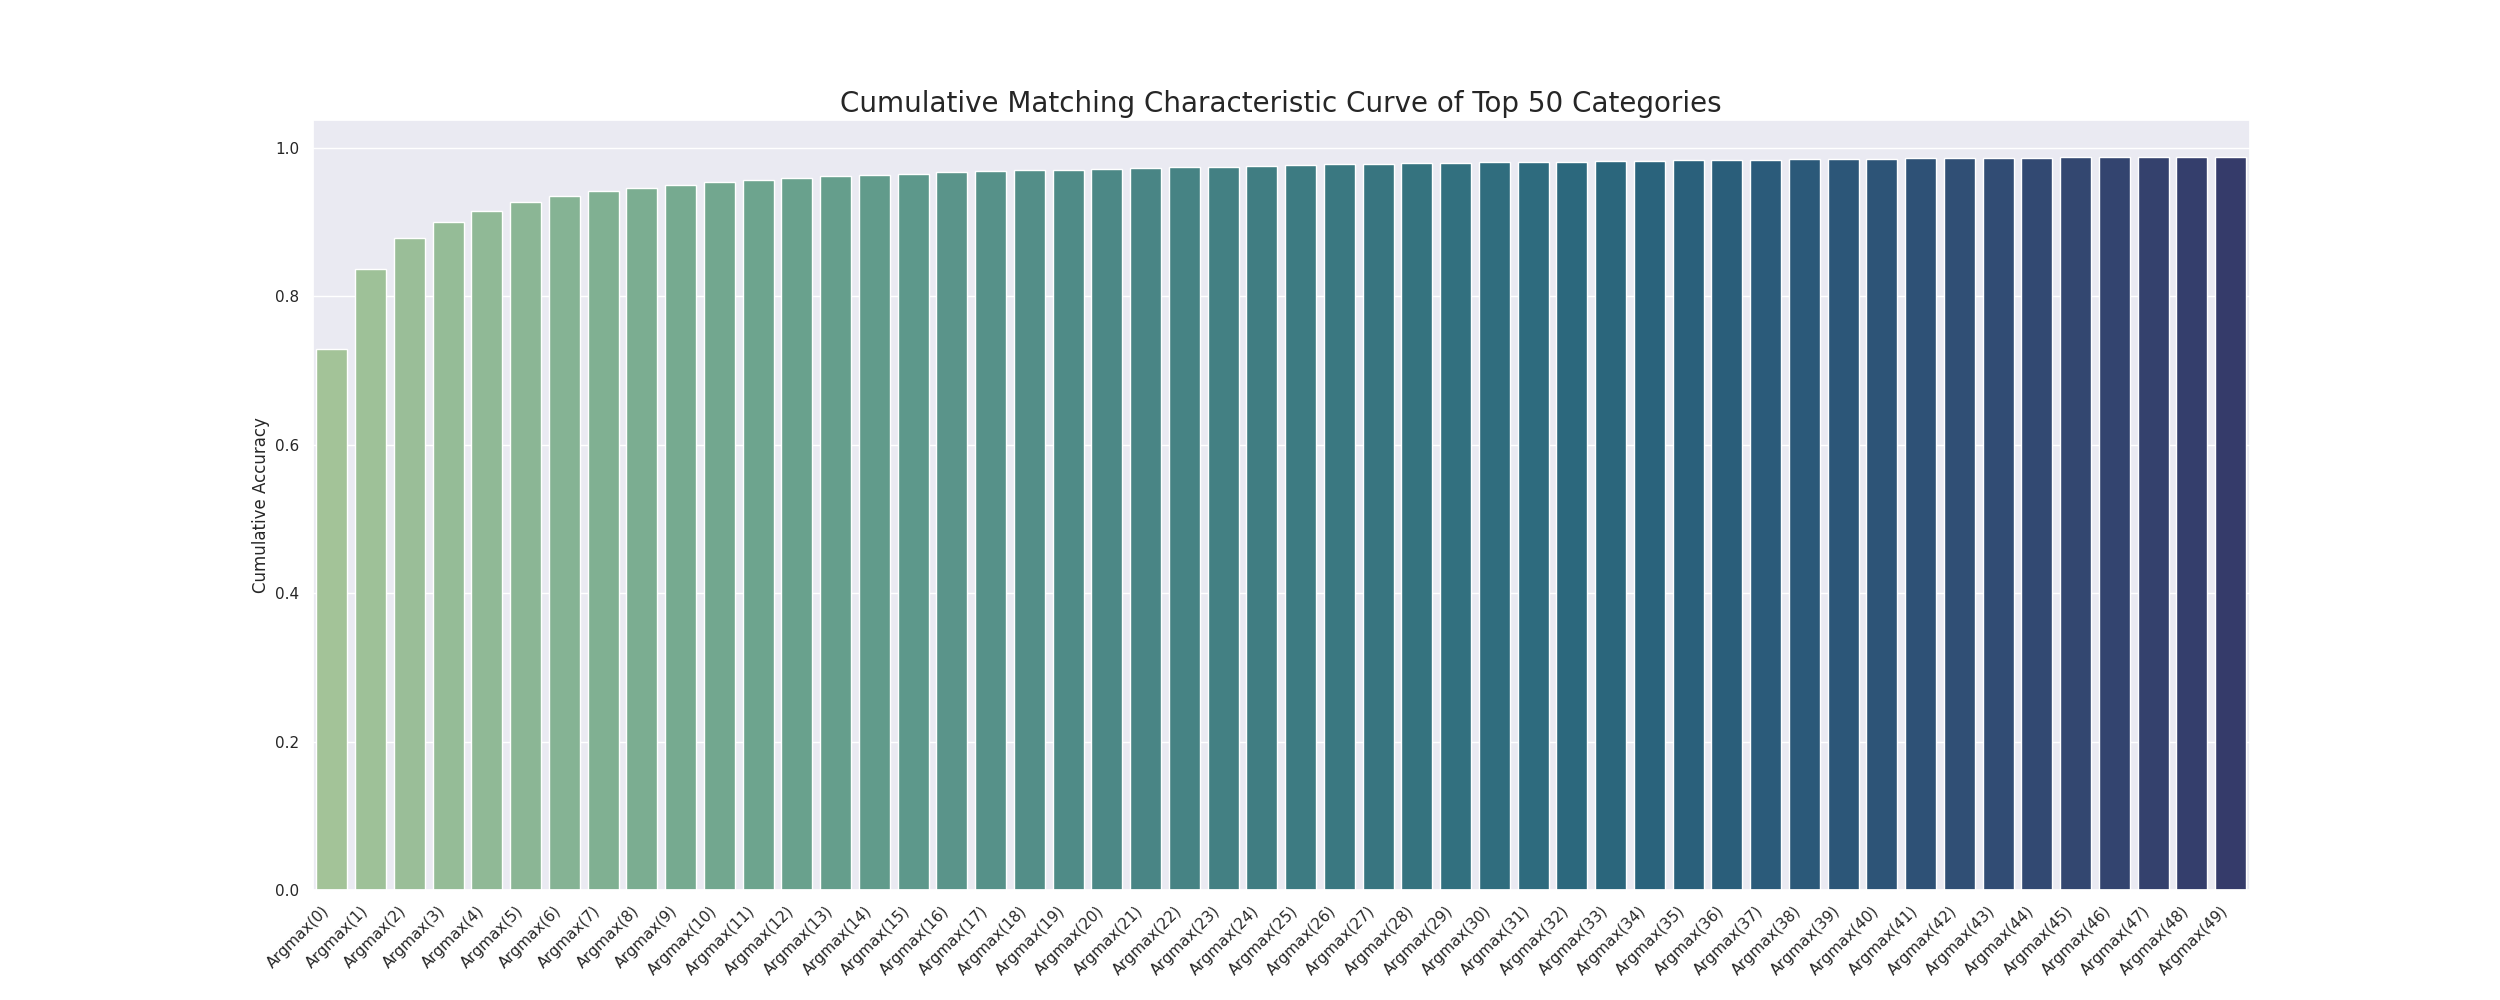 Cumulative Matching Characteristic Curve of Top 50 Categories
Cumulative Accuracy
1.0
0.8
0.6
0.4
0.2
0.0
Argmax(0)
Argmax(1)
Argmax(2)
Argmax(3)
Argmax(4)
Argmax(5)
Argmax(6)
Argmax(7)
Argmax(8)
Argmax(9)
Argmax(10)
Argmax(11)
Argmax(12)
Argmax(13)
Argmax(14)
Argmax(15)
Argmax(16)
Argmax(17)
Argmax(18)
Argmax(19)
Argmax(20)
Argmax(21)
Argmax(22)
Argmax(23)
Argmax(24)
Argmax(25)
Argmax(26)
Argmax(27)
Argmax(28)
Argmax(29)
Argmax(30)
Argmax(31)
Argmax(32)
Argmax(33)
Argmax(34)
Argmax(35)
Argmax(36)
Argmax(37)
Argmax(38)
Argmax(39)
Argmax(40)
Argmax(41)
Argmax(42)
Argmax(43)
Argmax(44)
Argmax(45)
Argmax(46)
Argmax(47)
Argmax(48)
Argmax(49)